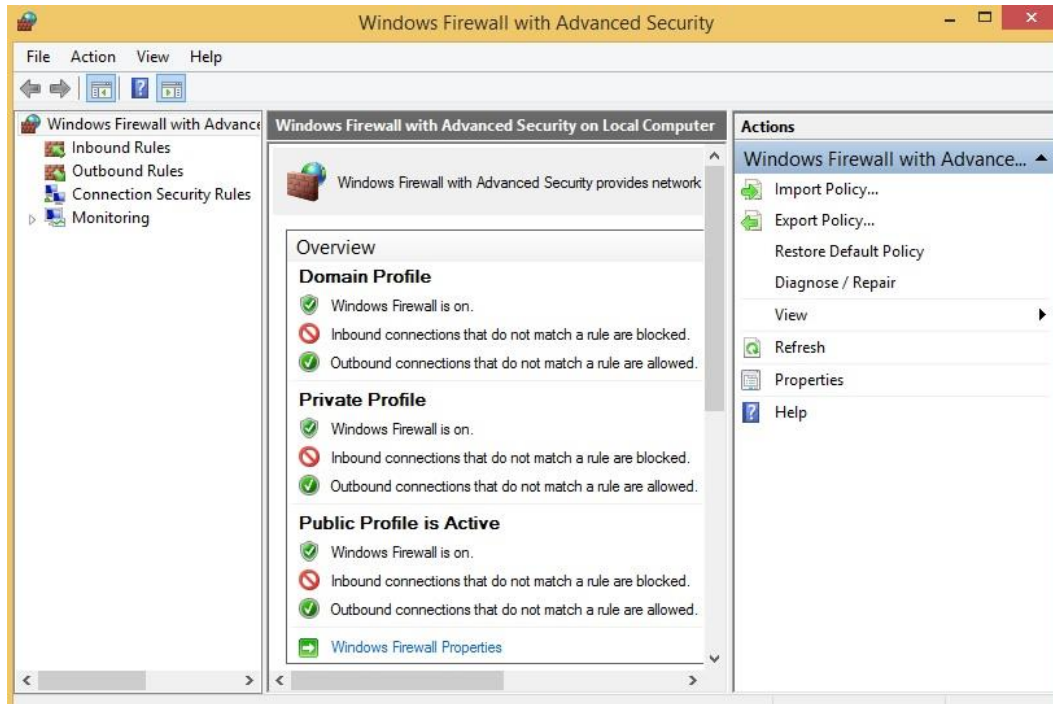 Windows Firewall with Advanced Security
File Action View Help
Windows Firewall with Advance
Inbound Rules
Outbound Rules
Connection Security Rules
Monitoring
Windows Firewall with Advanced Security on Local Computer
Windows Firewall with Advanced Security provides network
Overview
Domain Profile
Windows Firewall is on.
Inbound connections that do not match a rule are blocked.
Outbound connections that do not match a rule are allowed.
Private Profile
Windows Firewall is on.
Inbound connections that do not match a rule are blocked.
Outbound connections that do not match a rule are allowed.
Public Profile is Active
Windows Firewall is on.
Inbound connections that do not match a rule are blocked.
Outbound connections that do not match a rule are allowed.
Windows Firewall Properties
Actions
Windows Firewall with Advance...
Import Policy...
Export Policy...
Restore Default Policy
Diagnose / Repair
View
Refresh
Properties
Help